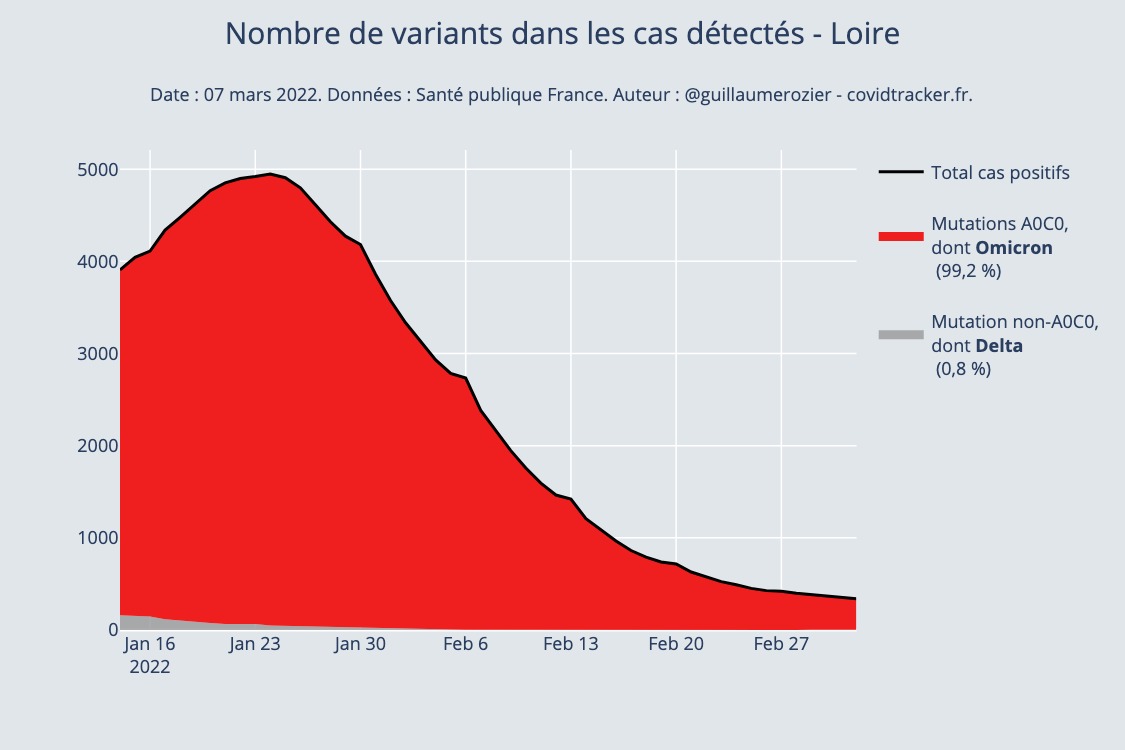 Nombre de variants dans les cas détectés - Loire
Date : 07 mars 2022. Données : Santé publique France. Auteur : @guillaumerozier - covidtracker.fr.
5000
4000
3000
2000
1000
0
Jan 16
2022
Jan 23
Jan 30
Feb 6
Feb 13
Feb 20
Feb 27
Total cas positifs
Mutations A0C0,
dont Omicron
(99,2 %)
Mutation non-A0C0,
dont Delta
(0,8 %)